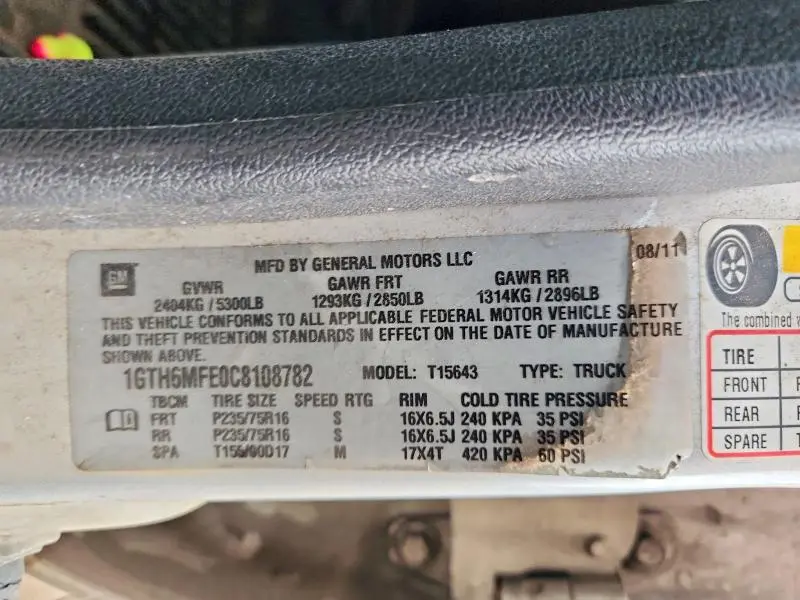 GM
MFD BY GENERAL MOTORS LLC
08/11
GVWR GAWR FRT GAWR RR
2404KG / 5300LB 1293KG / 2850LB 1314KG / 2896LB
THIS VEHICLE CONFORMS TO ALL APPLICABLE FEDERAL MOTOR VEHICLE SAFETY
AND THEFT PREVENTION STANDARDS IN EFFECT ON THE DATE OF MANUFACTURE
SHOWN ABOVE.
1GTH6MFE0C8108782 MODEL: T15643 TYPE: TRUCK
TBCM TIRE SIZE SPEED RTG RIM COLD TIRE PRESSURE
FRT P235/75R16 S 16X6.5J 240 KPA 35 PSI
RR P235/75R16 S 16X6.5J 240 KPA 35 PSI
SPA T155/90D17 M 17X4T 420 KPA 60 PSI
The combined
TIRE
FRONT
REAR
SPARE